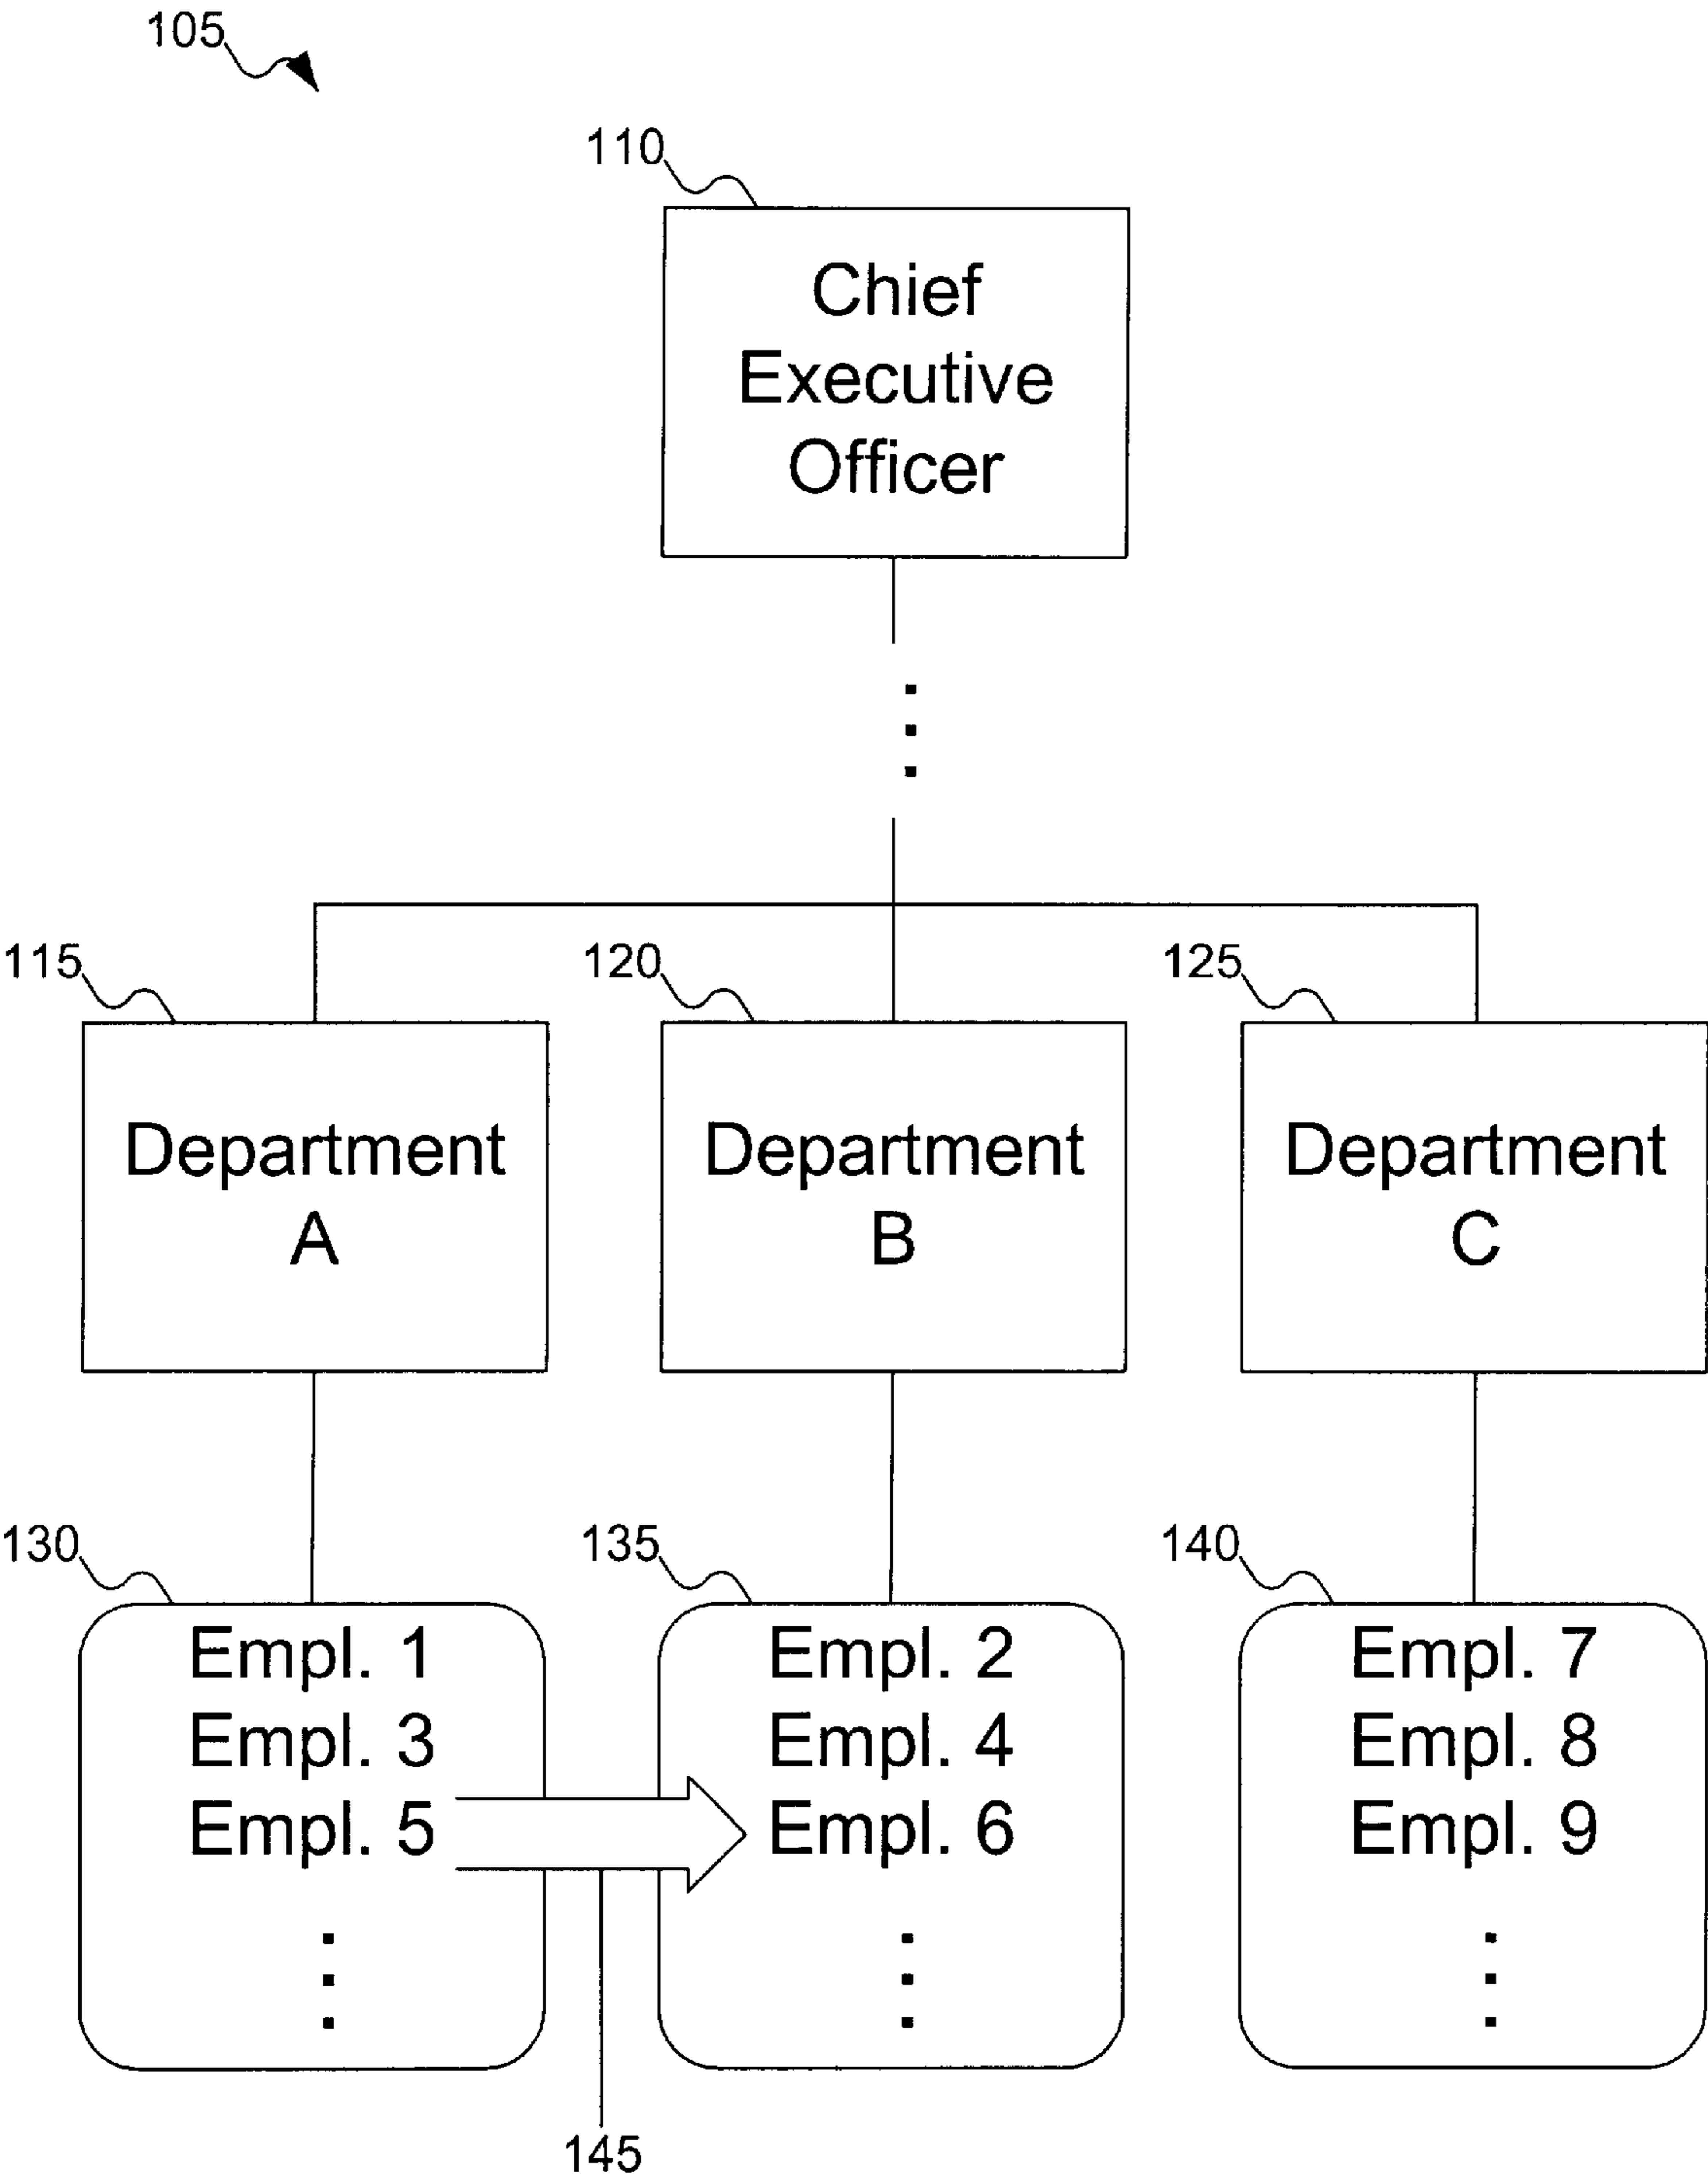 105
110
Chief
Executive
Officer
115
120
125
Department
A
Department
B
Department
C
130
135
140
Empl. 1
Empl. 3
Empl. 5
Empl. 2
Empl. 4
Empl. 6
Empl. 7
Empl. 8
Empl. 9
145